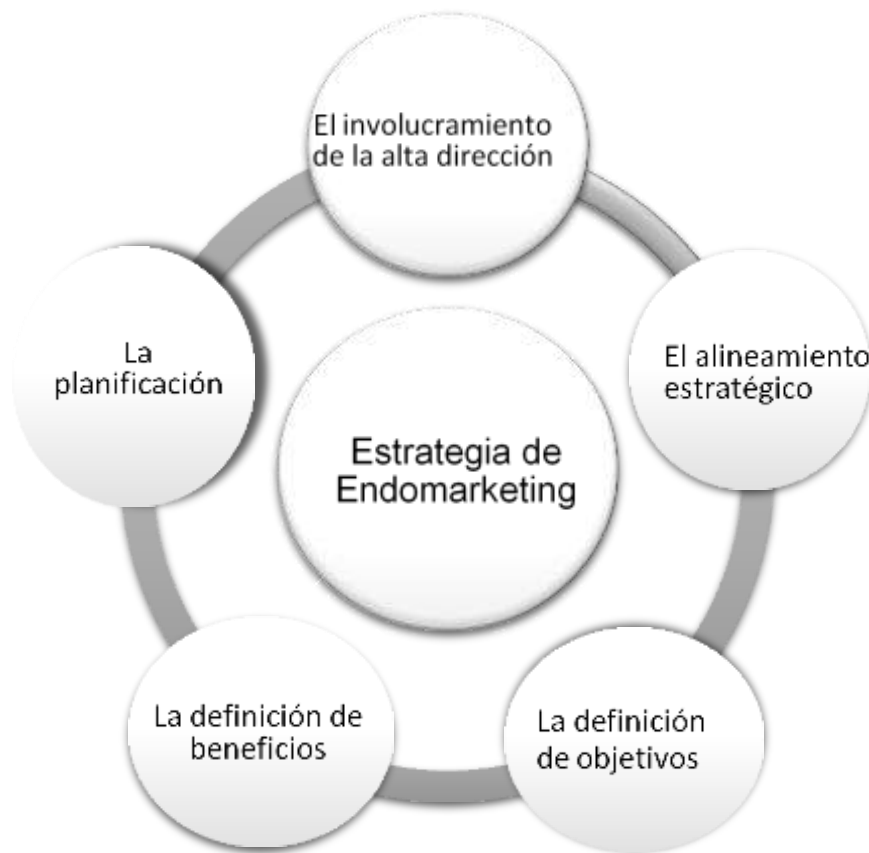 El involucramiento
de la alta dirección
El alineamiento
estratégico
La definición
de objetivos
La definición de
beneficios
La
planificación
Estrategia de
Endomarketing